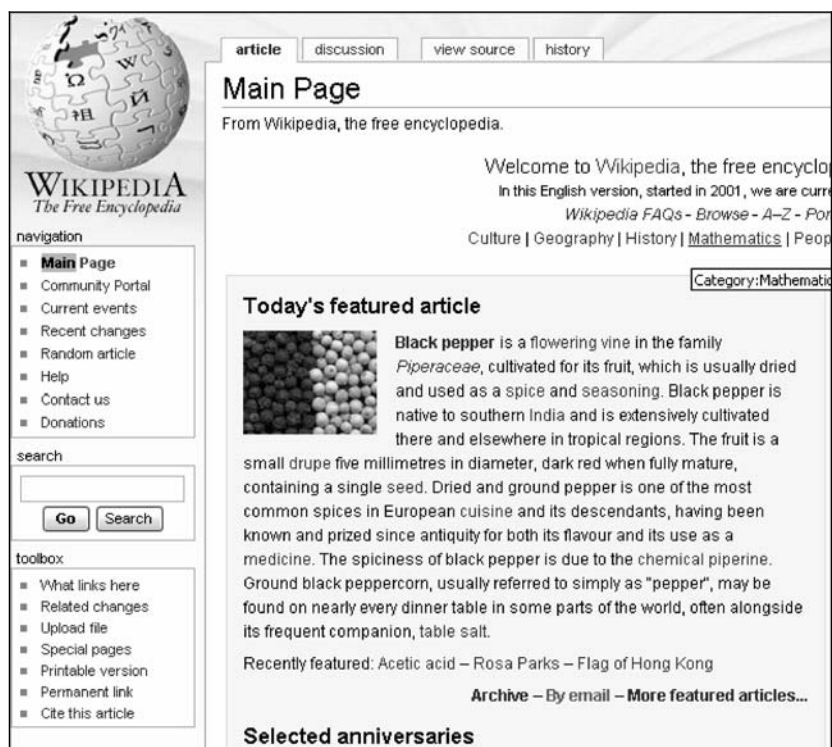 WIKIPEDIA
The Free Encyclopedia
navigation
Main Page
Community Portal
Current events
Recent changes
Random article
Help
Contact us
Donations
search
Go Search
toolbox
What links here
Related changes
Upload file
Special pages
Printable version
Permanent link
Cite this article
article discussion view source history
Main Page
From Wikipedia, the free encyclopedia.
Welcome to Wikipedia, the free encyclo
In this English version, started in 2001, we are curre
Wikipedia FAQs - Browse - A–Z - Por
Culture | Geography | History | Mathematics | Peop
Category:Mathematic
Today's featured article
Black pepper is a flowering vine in the family
Piperaceae, cultivated for its fruit, which is usually dried
and used as a spice and seasoning. Black pepper is
native to southern India and is extensively cultivated
there and elsewhere in tropical regions. The fruit is a
small drupe five millimetres in diameter, dark red when fully mature,
containing a single seed. Dried and ground pepper is one of the most
common spices in European cuisine and its descendants, having been
known and prized since antiquity for both its flavour and its use as a
medicine. The spiciness of black pepper is due to the chemical piperine.
Ground black peppercorn, usually referred to simply as "pepper", may be
found on nearly every dinner table in some parts of the world, often alongside
its frequent companion, table salt.
Recently featured: Acetic acid – Rosa Parks – Flag of Hong Kong
Archive – By email – More featured articles...
Selected anniversaries